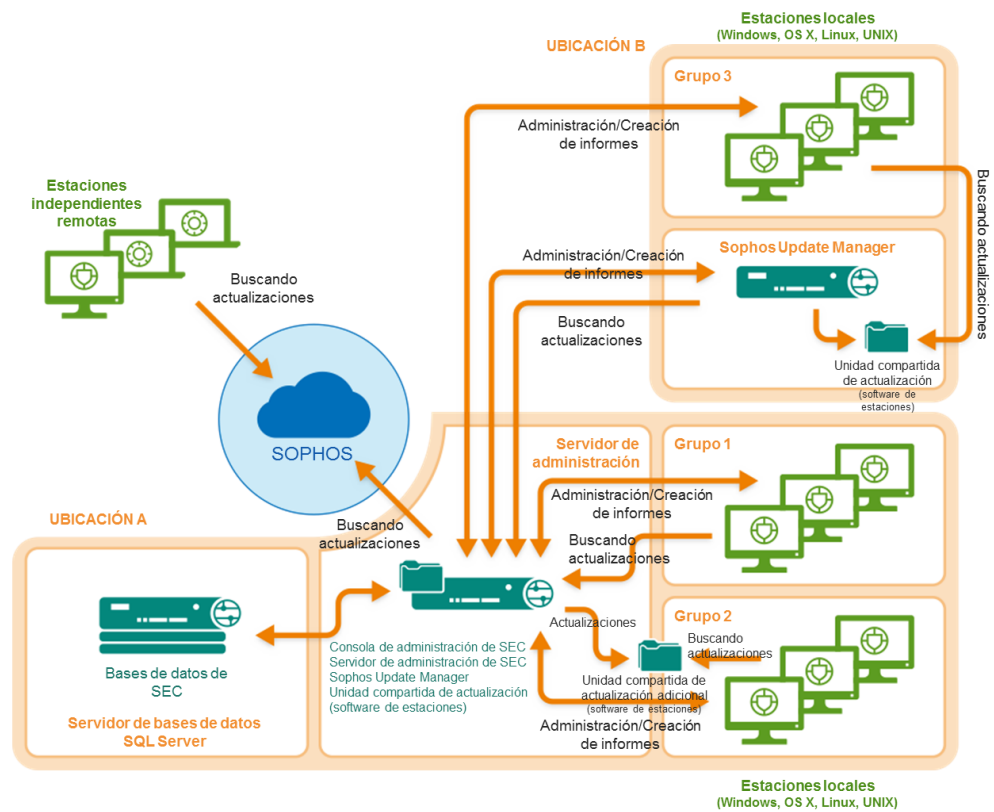 Estaciones locales
(Windows, OS X, Linux, UNIX)
UBICACIÓN B
Grupo 3
Administración/Creación
de informes
Buscando actualizaciones
Estaciones
independientes
remotas
Buscando
actualizaciones
Sophos Update Manager
Administración/Creación
de informes
Buscando
actualizaciones
Unidad compartida
de actualización
(software de
estaciones)
SOPHOS
Buscando
actualizaciones
Servidor de
administración
Grupo 1
Administración/Creación
de informes
Buscando
actualizaciones
UBICACIÓN A
Bases de datos de
SEC
Servidor de bases de datos
SQL Server
Consola de administración de SEC
Servidor de administración de SEC
Sophos Update Manager
Unidad compartida de actualización
(software de estaciones)
Actualizaciones
Grupo 2
Buscando
actualizaciones
Unidad compartida de
actualización adicional
(software de estaciones)
Administración/Creación
de informes
Estaciones locales
(Windows, OS X, Linux, UNIX)